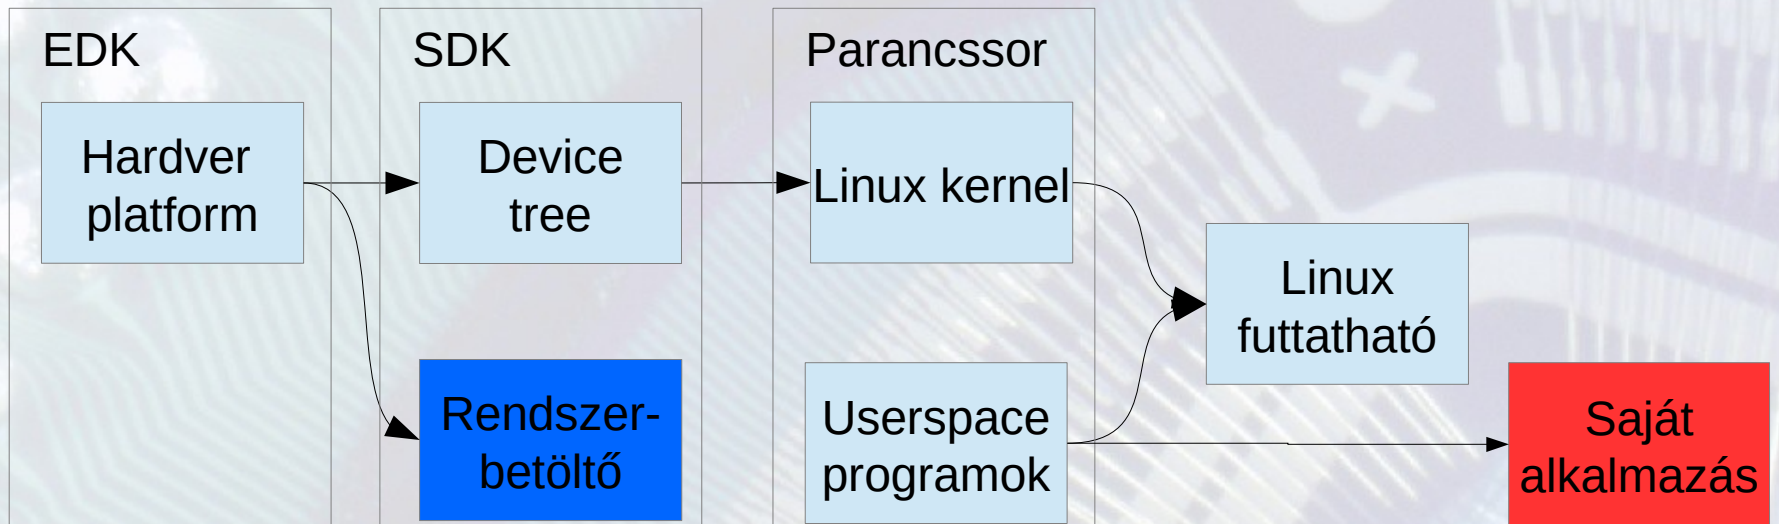 EDK
Hardver
platform
SDK
Device
tree
Rendszer-
betöltő
Parancssor
Linux kernel
Userspace
programok
Linux
futtatható
Saját
alkalmazás